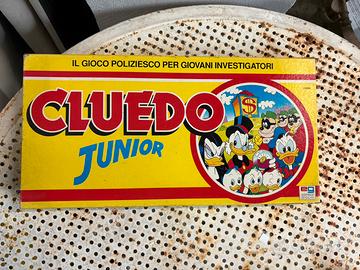 IL GIOCO POLIZIESCO PER GIOVANI INVESTIGATORI
CLUEDO
JUNIOR